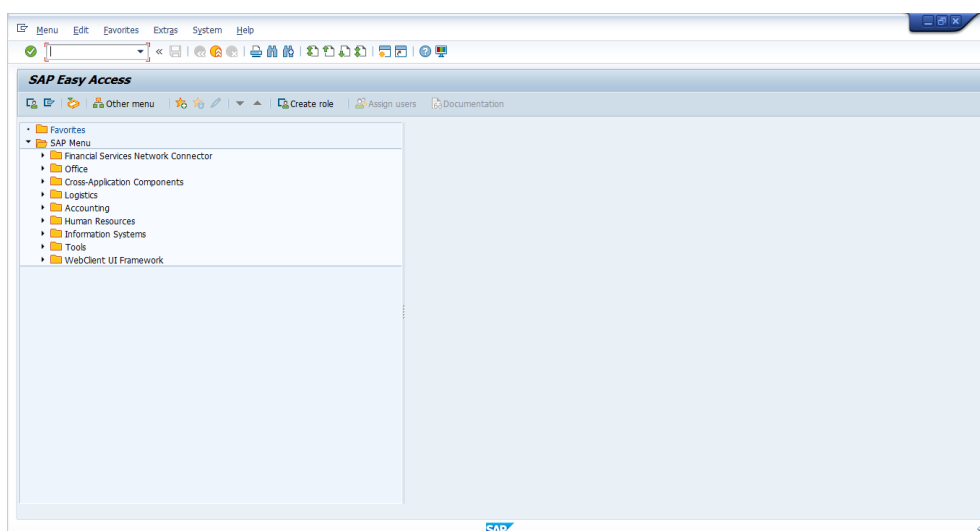 Menu Edit Favorites Extras System Help
SAP Easy Access
Other menu Create role Assign users Documentation
Favorites
SAP Menu
Financial Services Network Connector
Office
Cross-Application Components
Logistics
Accounting
Human Resources
Information Systems
Tools
WebClient UI Framework
SAP